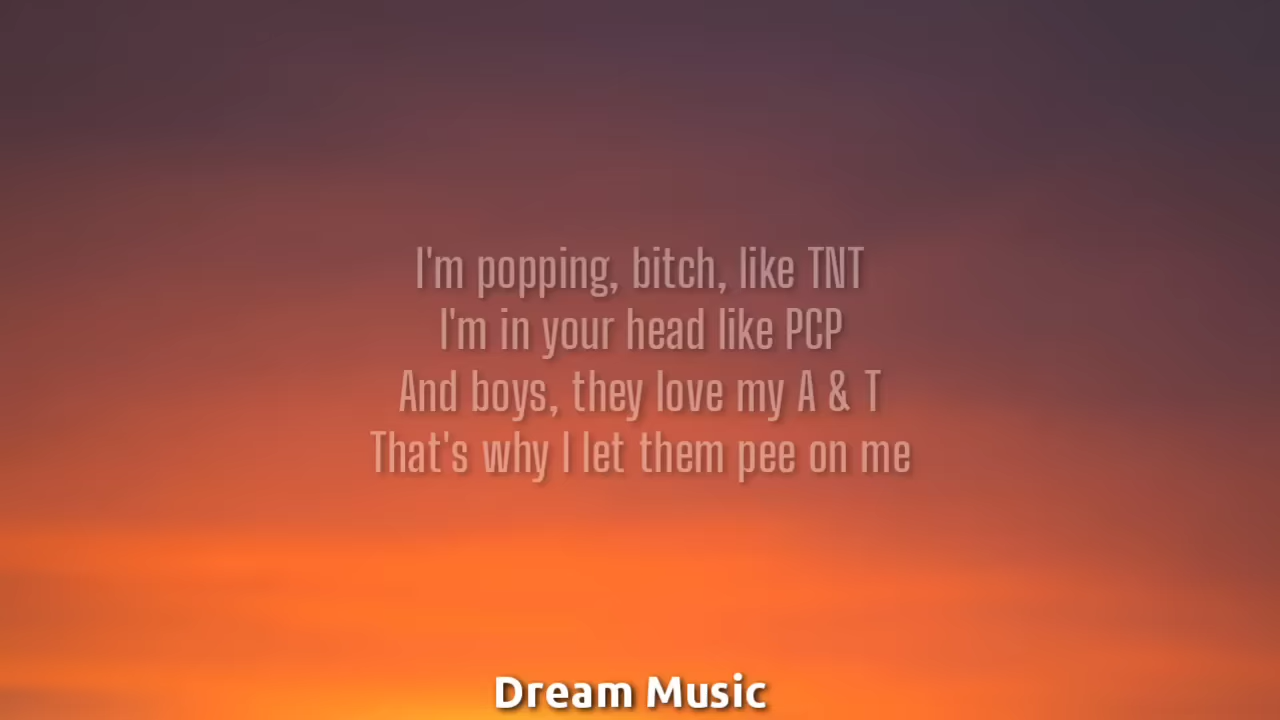 I'm popping, bitch, like TNT
I'm in your head like PCP
And boys, they love my A & T
That's why I let them pee on me
Dream Music